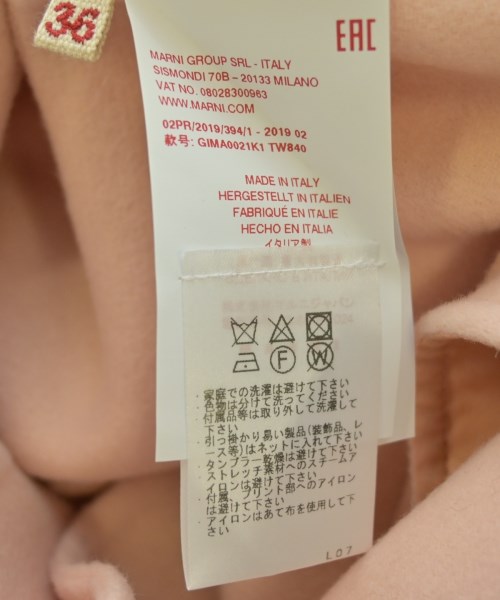 36
EAC
MARNI GROUP SRL - ITALY
SISMONDI 70B – 20133 MILANO
VAT NO. 08028300963
WWW.MARNI.COM
02PR/2019/394/1 - 2019 02
款号: GIMA0021K1 TW840
MADE IN ITALY
HERGESTELLT IN ITALIEN
FABRIQUÉ EN ITALIE
HECHO EN ITALIA
イタリア製
・家庭での洗濯は避けて下さい
・色物は分けて洗ってください
・付属品等は取り外して洗濯して
下さい
・引っ掛かり易い製品(装飾品、レ
ース等)はネットに入れて下さい
・タンブラー乾燥は避けて下さい
・ストレッチ素材へのスチームア
イロンは避けて下さい
・付属、プリント部へのアイロン
は避けて下さい
・アイロンはあて布を使用して下
さい
L07